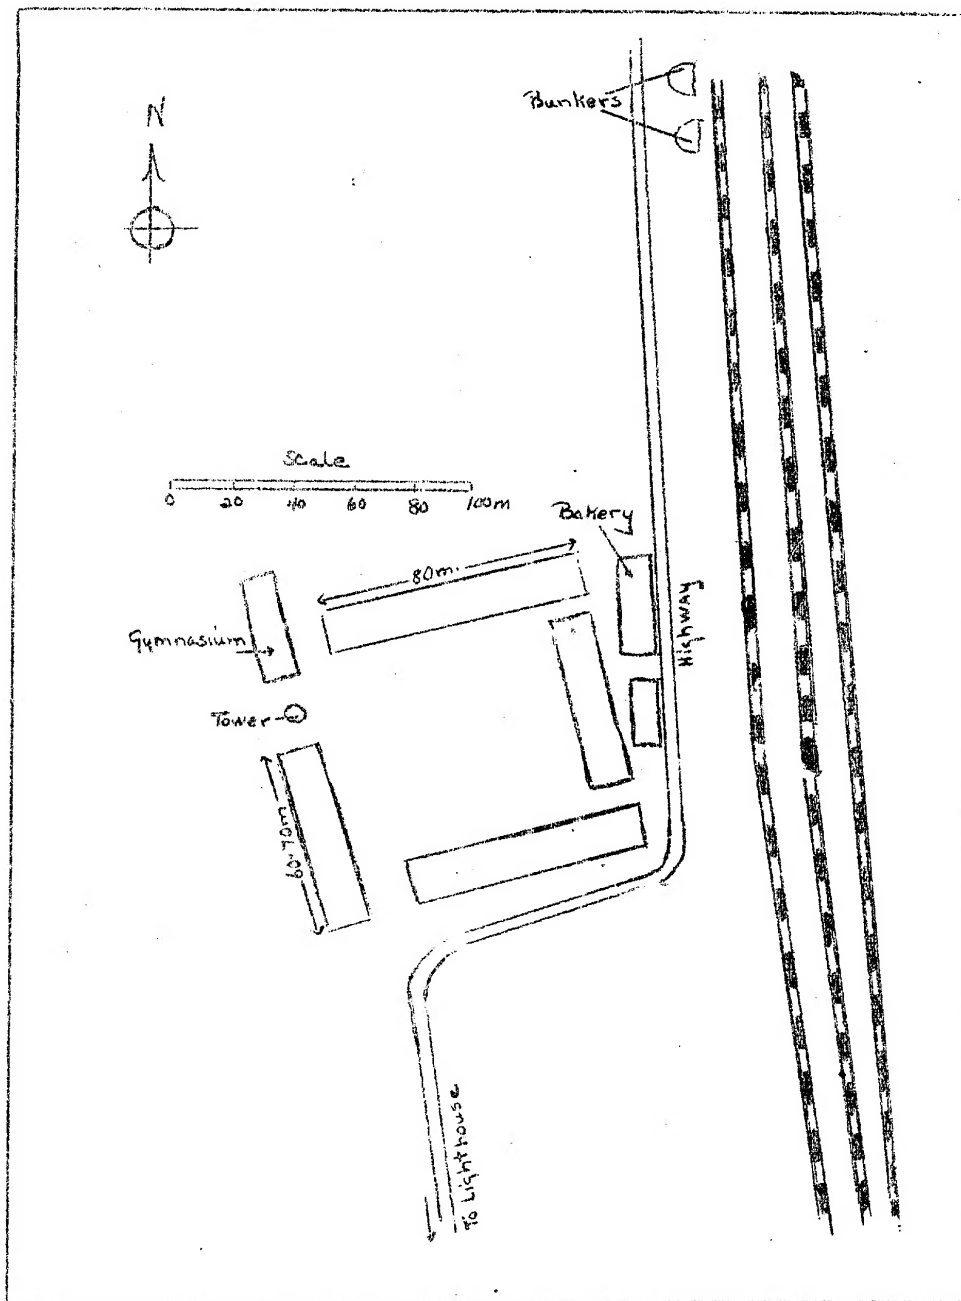 N
Bunkers
Scale
0 20 40 60 80 100m
Bakery
80m.
Highway
Gymnasium
Tower
60-70m
To Lighthouse